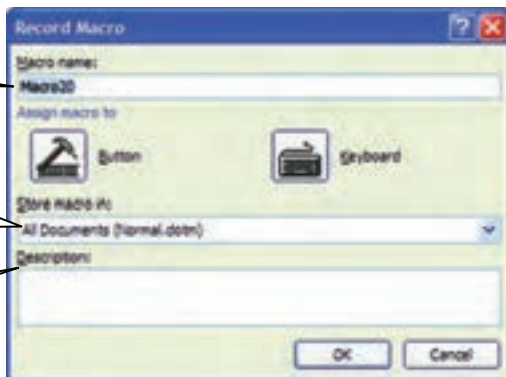 Record Macro
Macro name:
Macro20
Assign macro to
Button
Keyboard
Store macro in:
All Documents (Normal.dotm)
Description:
OK
Cancel